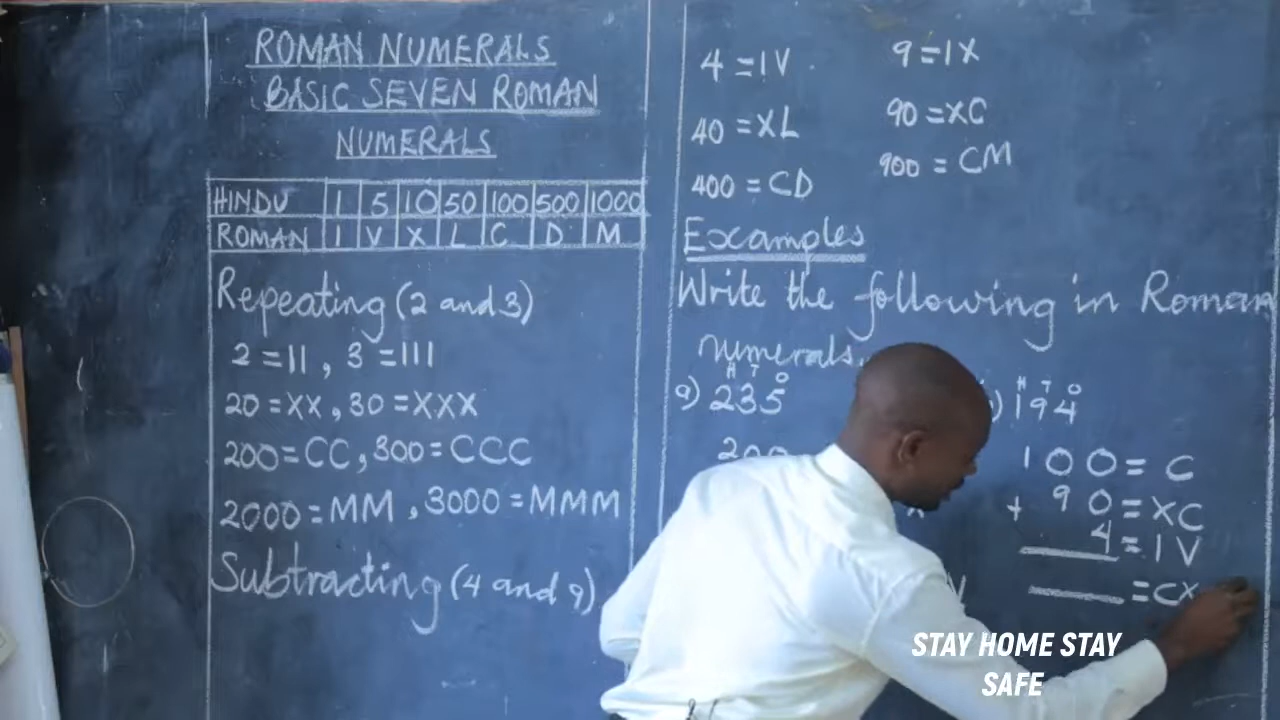 ROMAN NUMERALS
BASIC SEVEN ROMAN
NUMERALS
HINDU 1 5 10 50 100 500 1000
ROMAN I V X L C D M
Repeating (2 and 3)
2 = II , 3 = III
20 = XX , 30 = XXX
200 = CC , 300 = CCC
2000 = MM , 3000 = MMM
Subtracting (4 and 9)
4 = IV 9 = IX
40 = XL 90 = XC
400 = CD 900 = CM
Examples
Write the following in Roman
numerals.
H T O
a) 235
200
H T O
) 194
100 = C
+ 90 = XC
4 = IV
= CX
STAY HOME STAY
SAFE